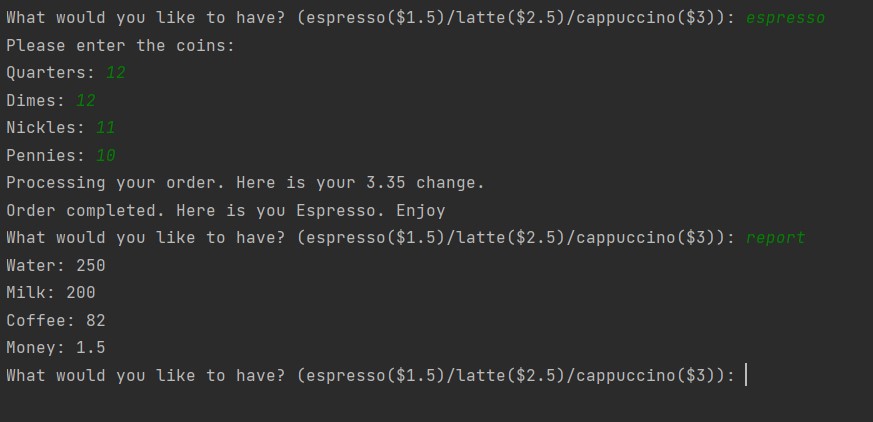 What would you like to have? (espresso($1.5)/latte($2.5)/cappuccino($3)): espresso
Please enter the coins:
Quarters: 12
Dimes: 12
Nickles: 11
Pennies: 10
Processing your order. Here is your 3.35 change.
Order completed. Here is you Espresso. Enjoy
What would you like to have? (espresso($1.5)/latte($2.5)/cappuccino($3)): report
Water: 250
Milk: 200
Coffee: 82
Money: 1.5
What would you like to have? (espresso($1.5)/latte($2.5)/cappuccino($3)):